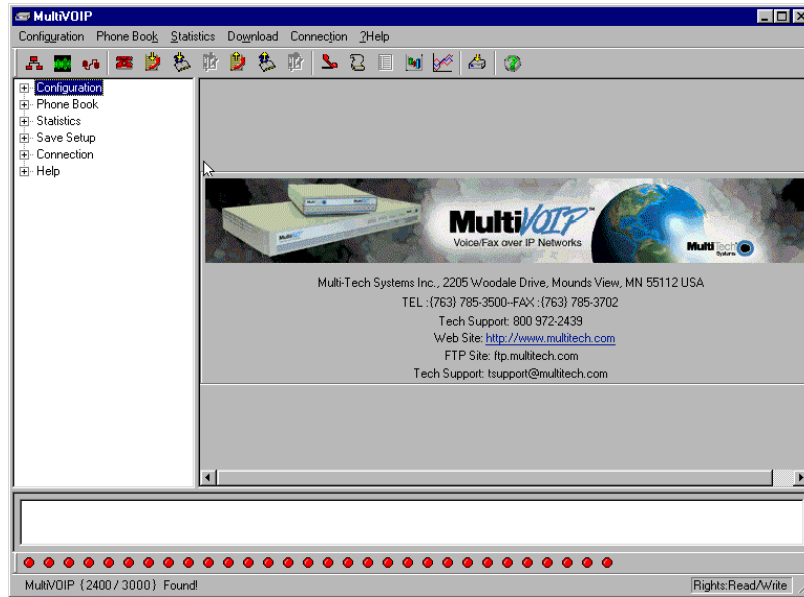 MultiVOIP
Configuration Phone Book Statistics Download Connection ?Help
Configuration
Phone Book
Statistics
Save Setup
Connection
Help
MultiVOIP™
Voice/Fax over IP Networks
MultiTech
Systems
Multi-Tech Systems Inc., 2205 Woodale Drive, Mounds View, MN 55112 USA
TEL :(763) 785-3500--FAX :(763) 785-3702
Tech Support: 800 972-2439
Web Site: http://www.multitech.com
FTP Site: ftp.multitech.com
Tech Support: tsupport@multitech.com
MultiVOIP {2400 / 3000} Found!
Rights:Read/Write